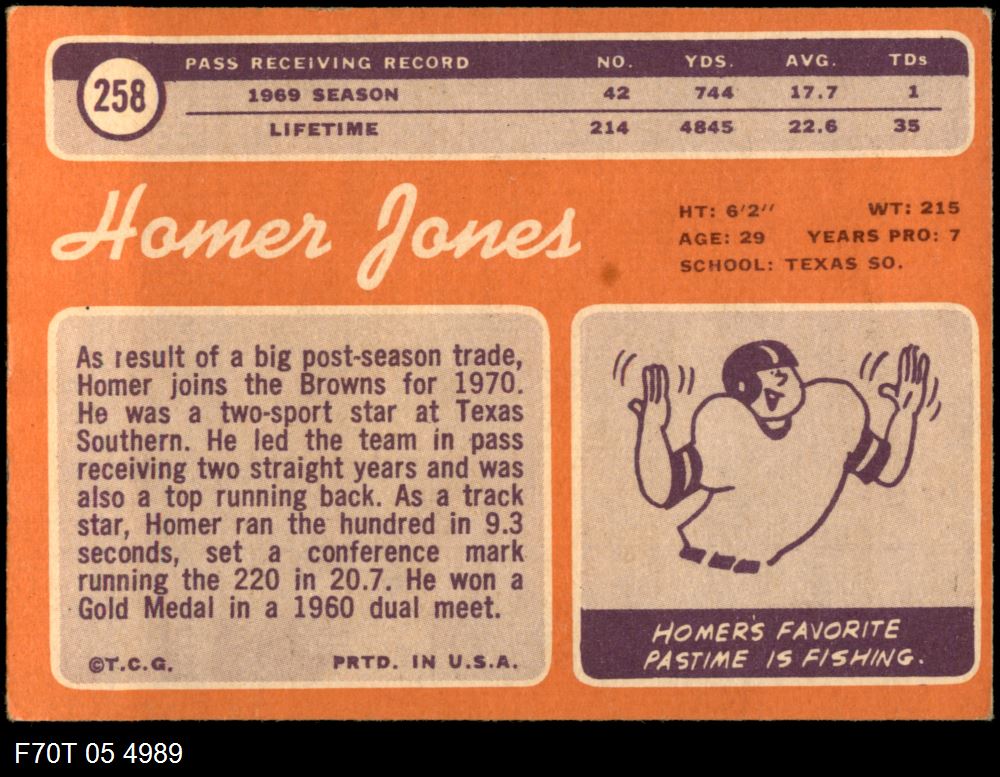 258
PASS RECEIVING RECORD NO. YDS. AVG. TDs
1969 SEASON 42 744 17.7 1
LIFETIME 214 4845 22.6 35
Homer Jones
HT: 6'2" WT: 215
AGE: 29 YEARS PRO: 7
SCHOOL: TEXAS SO.
As result of a big post-season trade,
Homer joins the Browns for 1970.
He was a two-sport star at Texas
Southern. He led the team in pass
receiving two straight years and was
also a top running back. As a track
star, Homer ran the hundred in 9.3
seconds, set a conference mark
running the 220 in 20.7. He won a
Gold Medal in a 1960 dual meet.
©T.C.G. PRTD. IN U.S.A.
HOMER'S FAVORITE
PASTIME IS FISHING.
F70T 05 4989